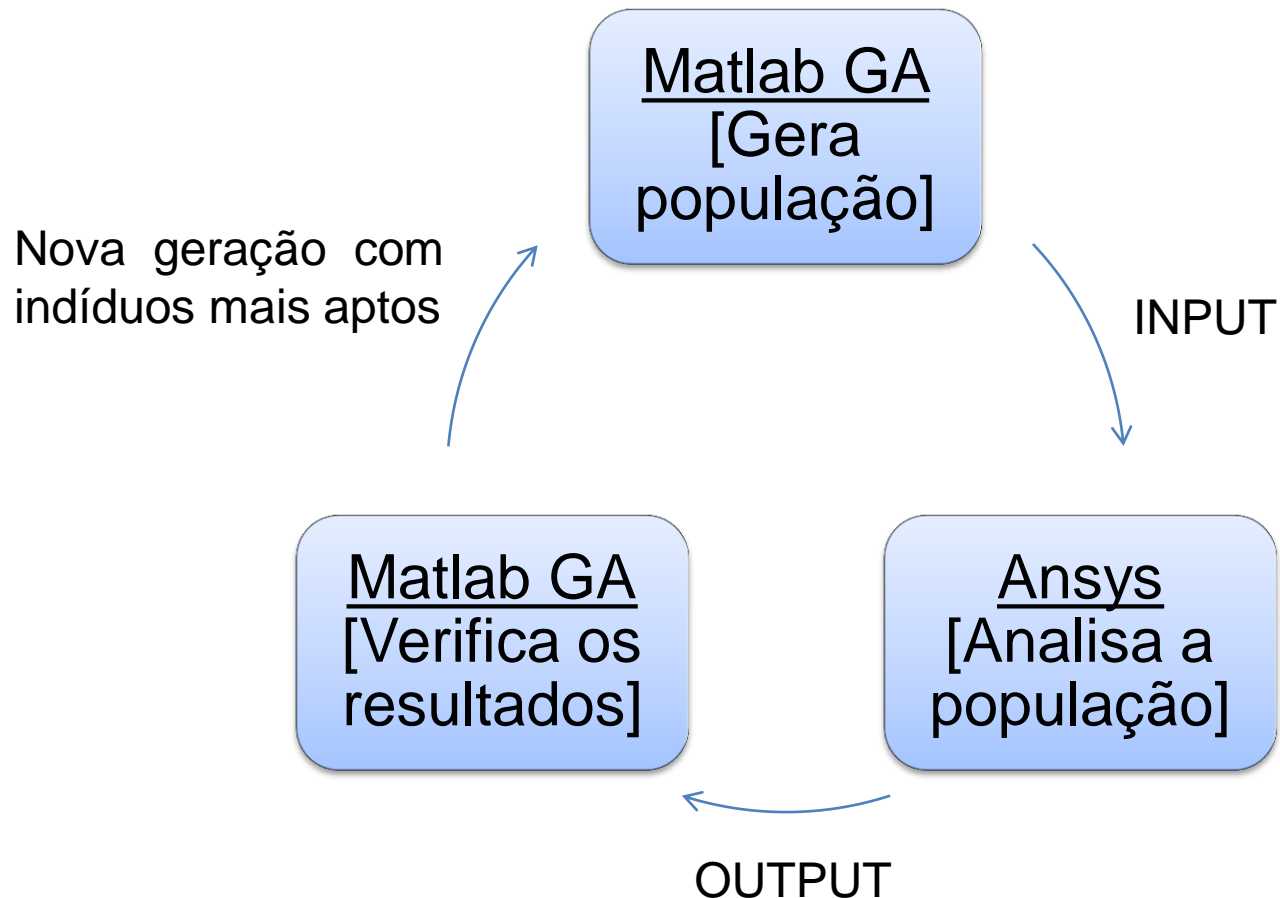 Matlab GA
[Gera
população]
Nova geração com
indíduos mais aptos
INPUT
Matlab GA
[Verifica os
resultados]
Ansys
[Analisa a
população]
OUTPUT